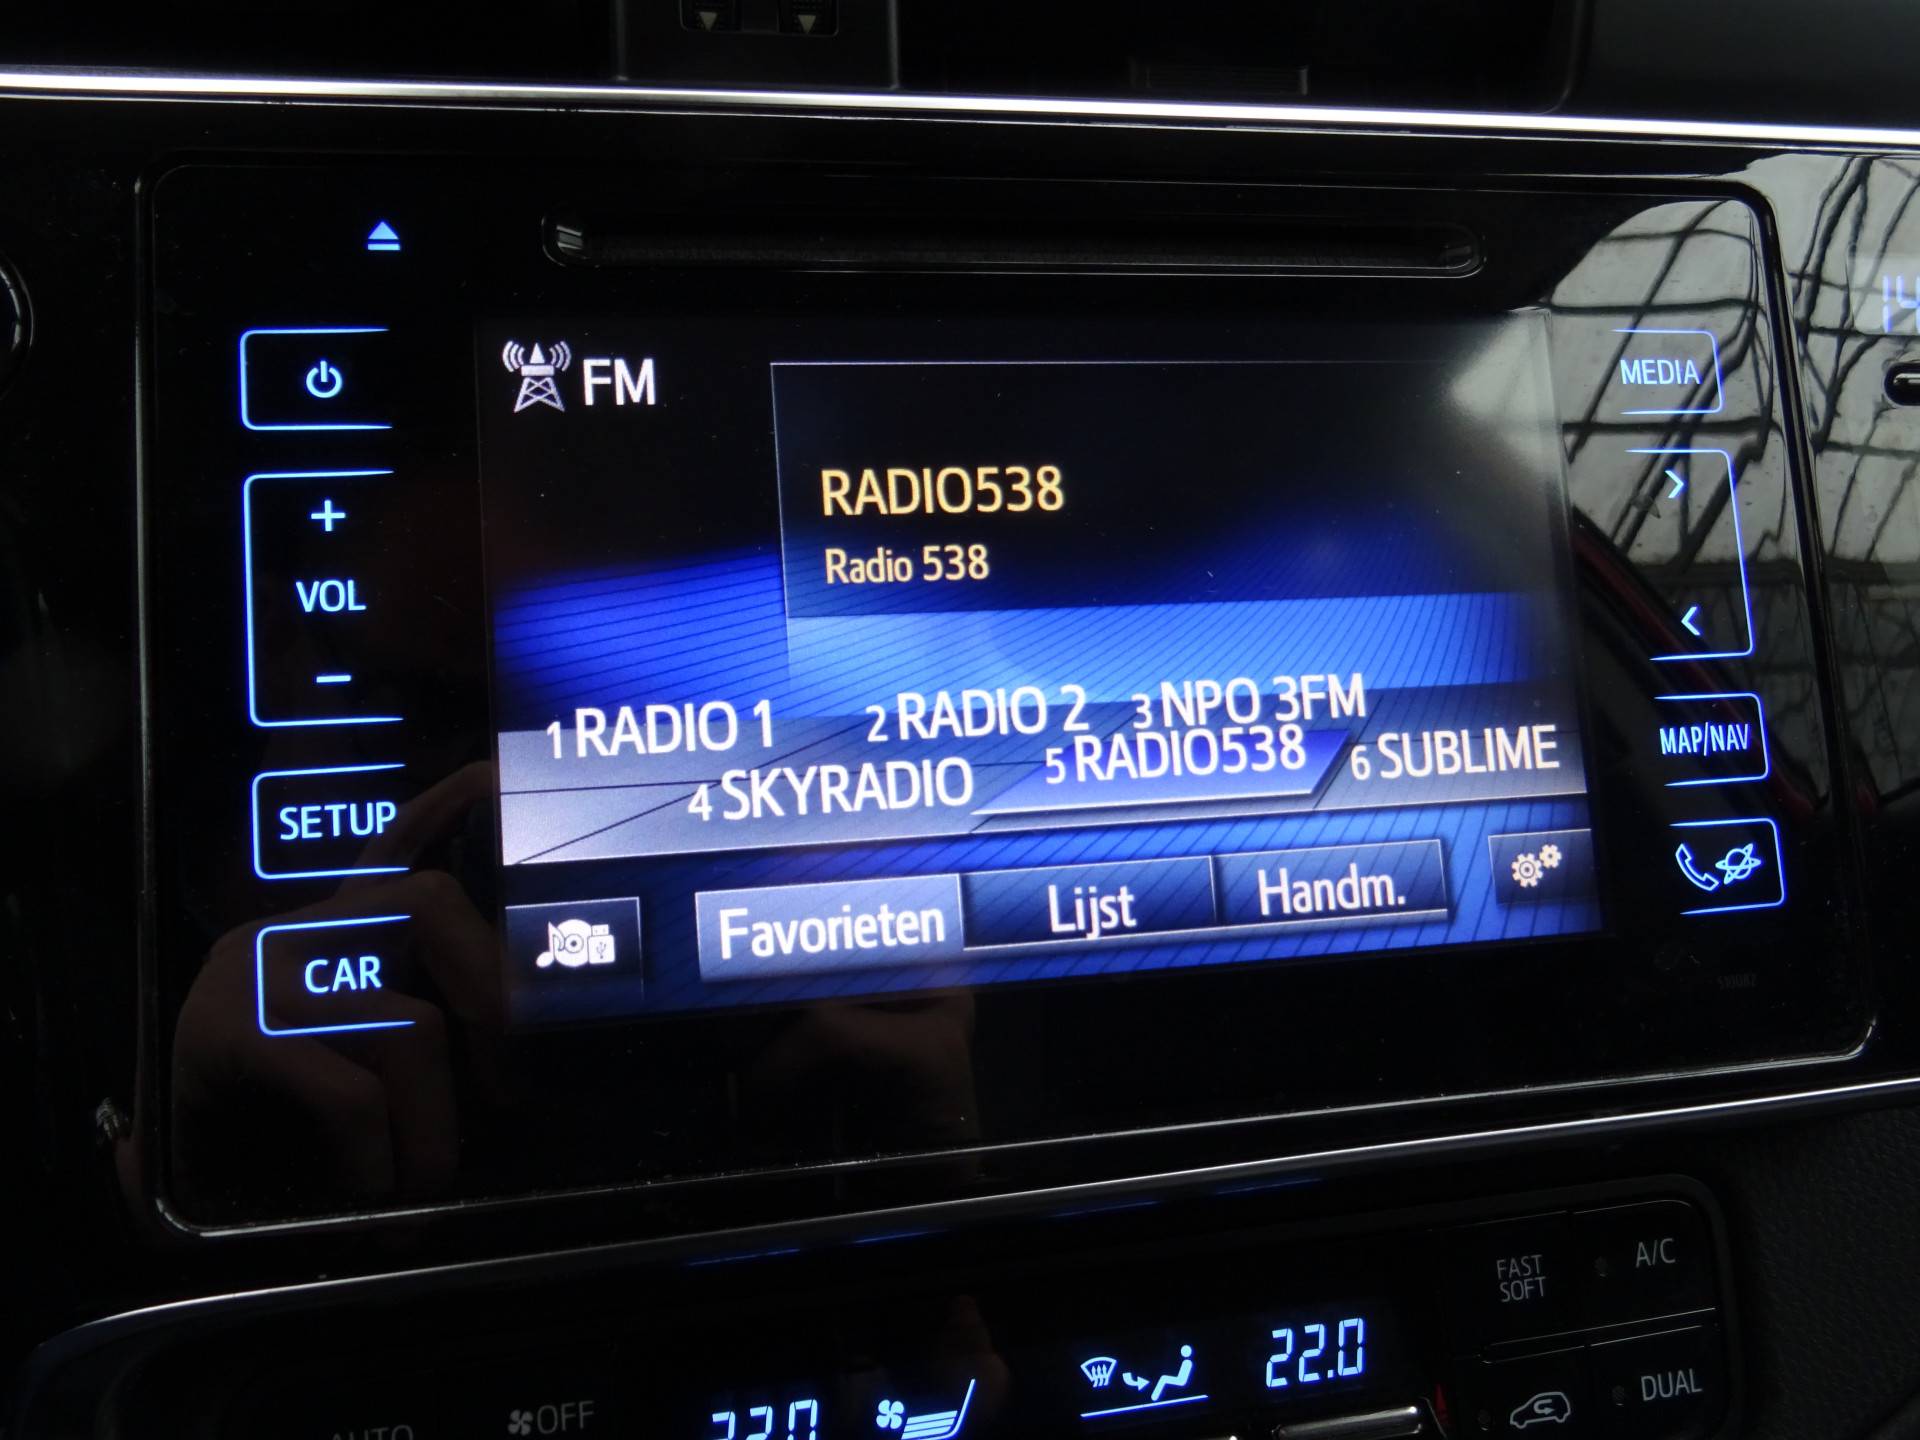 FM
MEDIA
RADIO538
Radio 538
+
VOL
−
1 RADIO 1 2 RADIO 2 3 NPO 3FM
4 SKYRADIO 5 RADIO538 6 SUBLIME
MAP/NAV
SETUP
Favorieten Lijst Handm.
CAR
FAST
SOFT
A/C
22.0
DUAL
AUTO
OFF